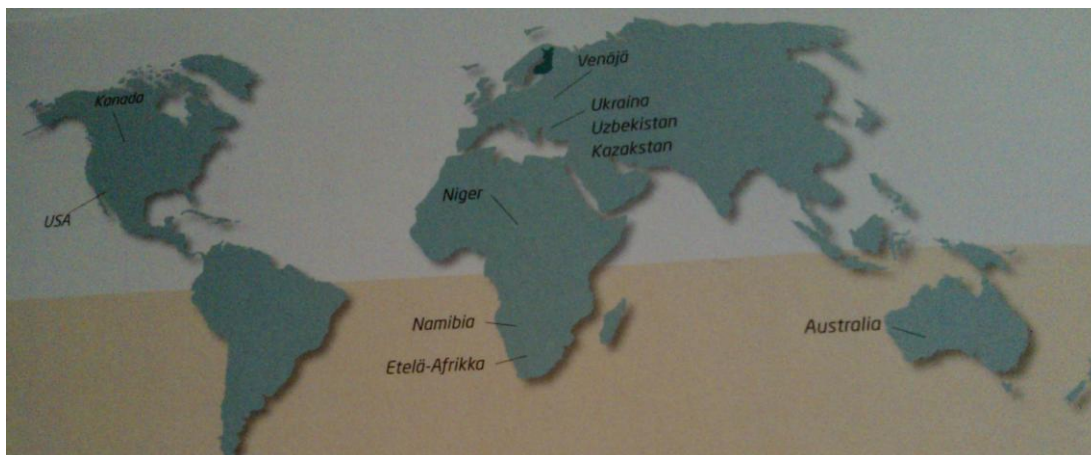 Kanada
USA
Venäjä
Ukraina
Uzbekistan
Kazakstan
Niger
Namibia
Etelä-Afrikka
Australia